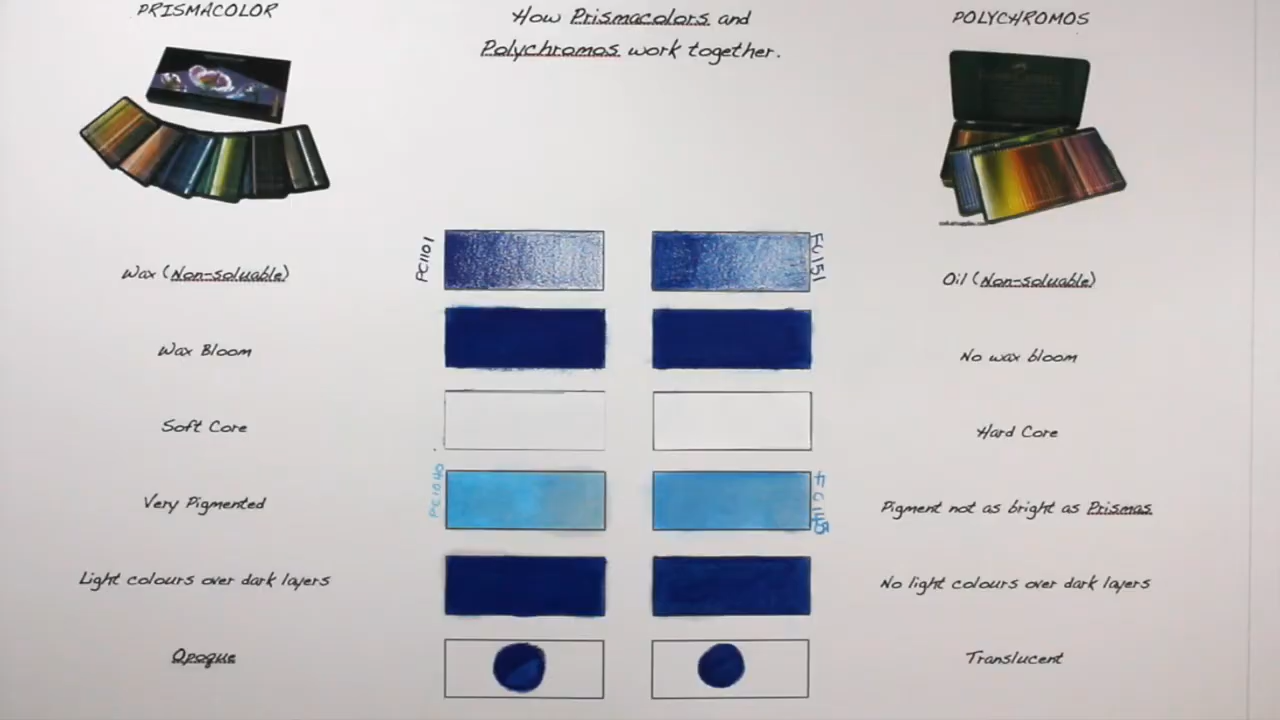 PRISMACOLOR
How Prismacolors and
Polychromos work together.
POLYCHROMOS
PC1101
FC151
Wax (Non-soluable)
Oil (Non-soluable)
Wax Bloom
No wax bloom
Soft Core
Hard Core
PC1040
FC145
Very Pigmented
Pigment not as bright as Prismas
Light colours over dark layers
No light colours over dark layers
Opaque
Translucent